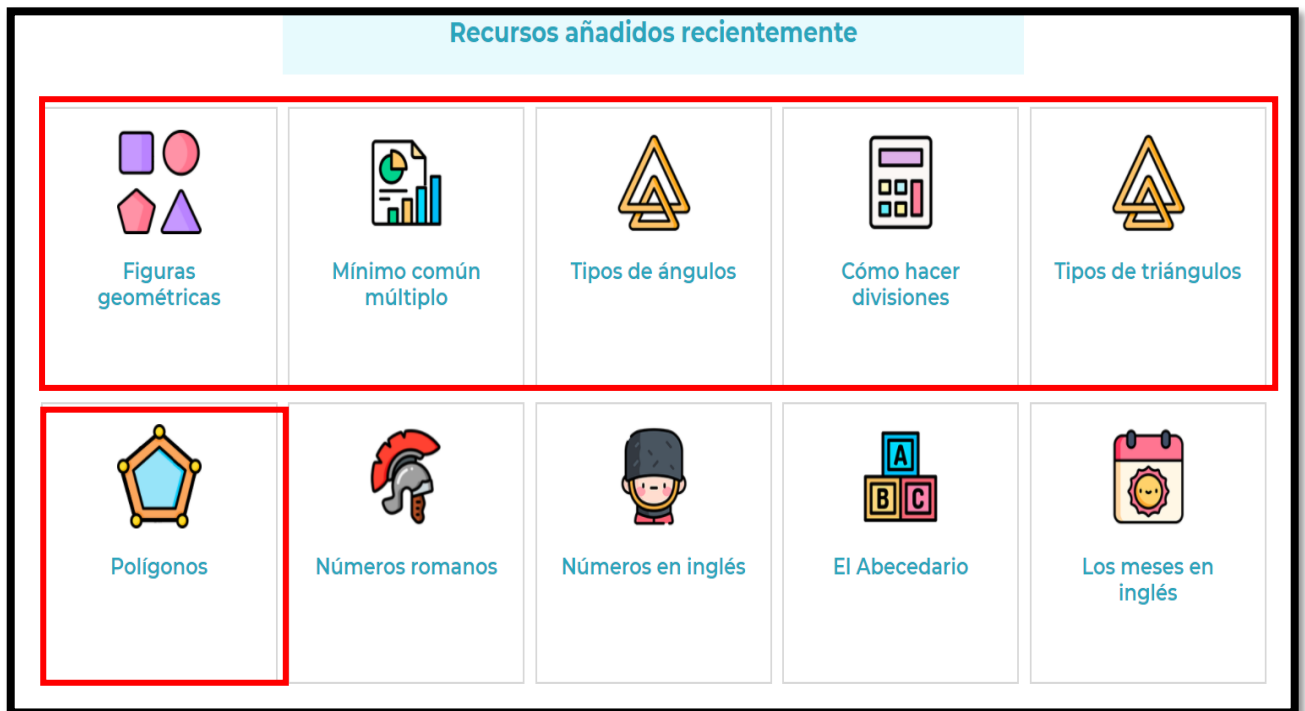 Recursos añadidos recientemente
Figuras
geométricas
Mínimo común
múltiplo
Tipos de ángulos
Cómo hacer
divisiones
Tipos de triángulos
Polígonos
Números romanos
Números en inglés
A
B C
El Abecedario
Los meses en
inglés